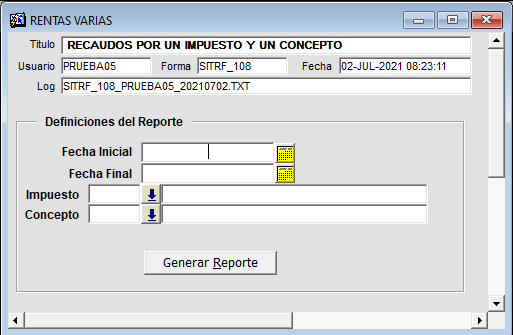 RENTAS VARIAS
Título RECAUDOS POR UN IMPUESTO Y UN CONCEPTO
Usuario PRUEBA05 Forma SITRF_108 Fecha 02-JUL-2021 08:23:11
Log SITRF_108_PRUEBA05_20210702.TXT
Definiciones del Reporte
Fecha Inicial
Fecha Final
Impuesto
Concepto
Generar Reporte